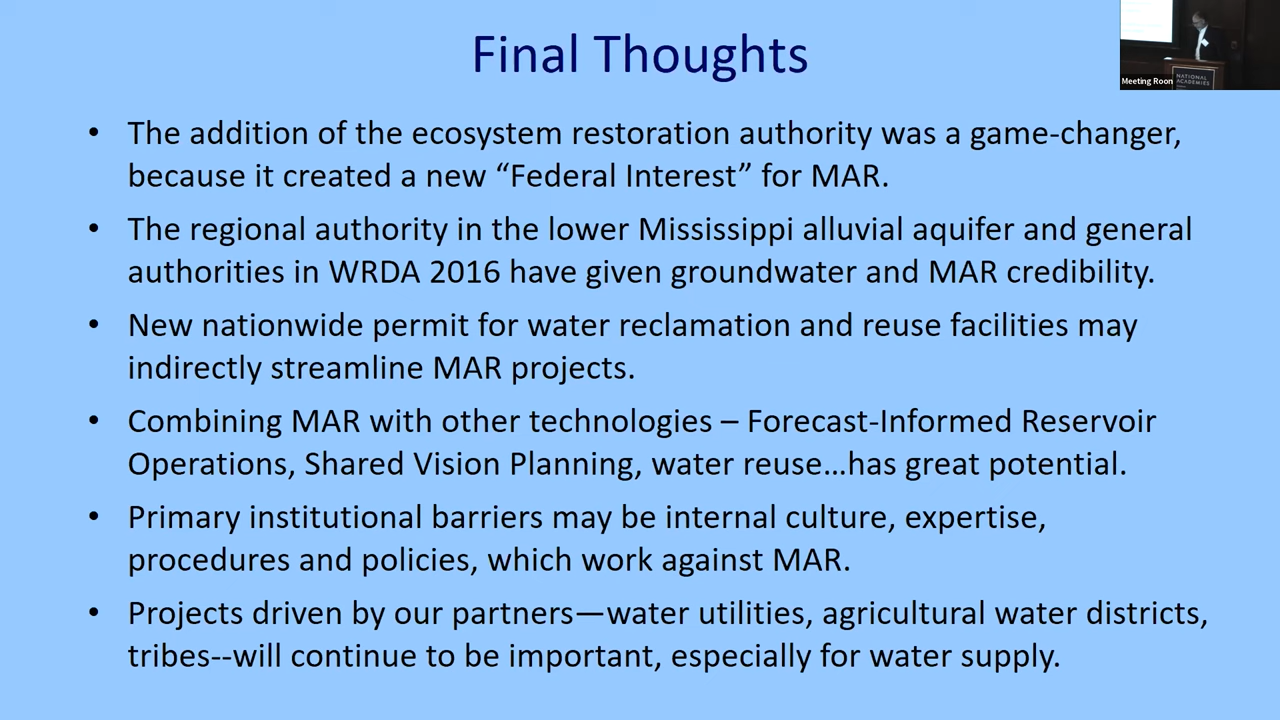 Final Thoughts
• The addition of the ecosystem restoration authority was a game-changer,
because it created a new “Federal Interest” for MAR.
• The regional authority in the lower Mississippi alluvial aquifer and general
authorities in WRDA 2016 have given groundwater and MAR credibility.
• New nationwide permit for water reclamation and reuse facilities may
indirectly streamline MAR projects.
• Combining MAR with other technologies – Forecast-Informed Reservoir
Operations, Shared Vision Planning, water reuse…has great potential.
• Primary institutional barriers may be internal culture, expertise,
procedures and policies, which work against MAR.
• Projects driven by our partners—water utilities, agricultural water districts,
tribes--will continue to be important, especially for water supply.
Meeting Room
NATIONAL
ACADEMIES